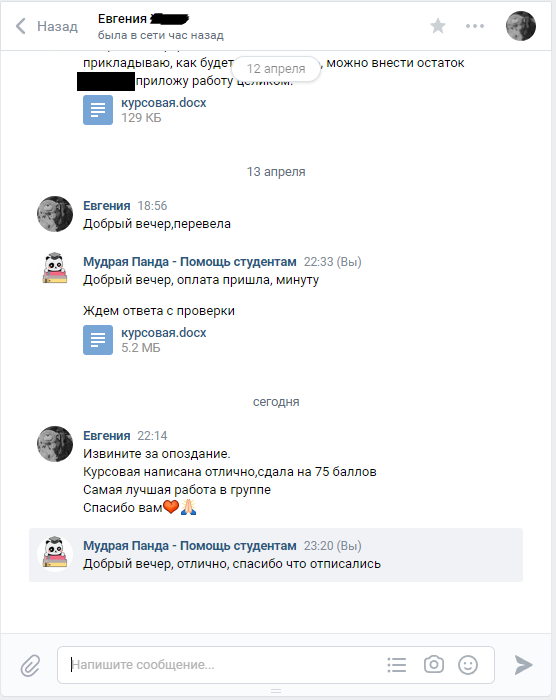 Назад
Евгения
была в сети час назад
прикладываю, как будет , можно внести остаток
12 апреля
приложу работу целиком.
курсовая.docx
129 КБ
13 апреля
Евгения 18:56
Добрый вечер,перевела
Мудрая Панда - Помощь студентам 22:33 (Вы)
Добрый вечер, оплата пришла, минуту
Ждем ответа с проверки
курсовая.docx
5.2 МБ
сегодня
Евгения 22:14
Извините за опоздание.
Курсовая написана отлично,сдала на 75 баллов
Самая лучшая работа в группе
Спасибо вам❤️🙏🏻
Мудрая Панда - Помощь студентам 23:20 (Вы)
Добрый вечер, отлично, спасибо что отписались
Напишите сообщение...